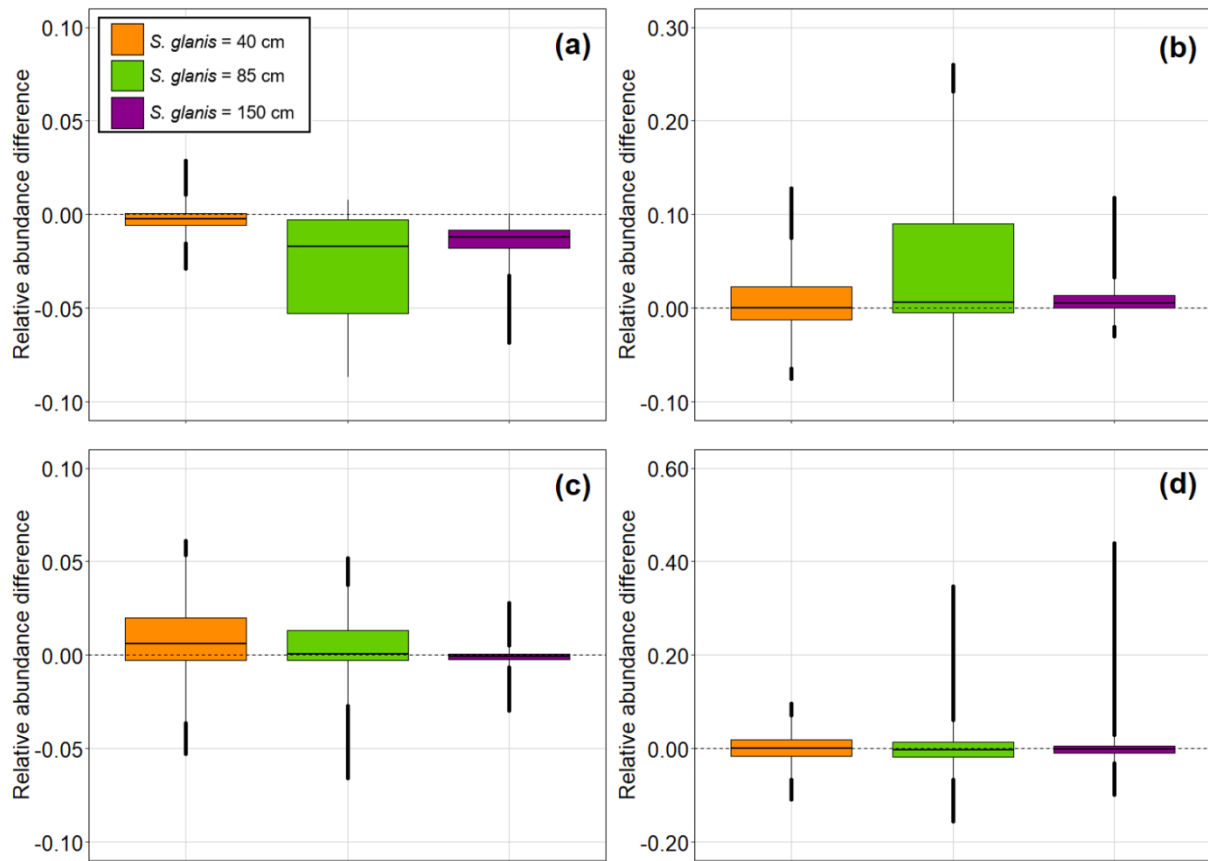 0.10
0.05
0.00
-0.05
-0.10
Relative abundance difference
S. glanis = 40 cm
S. glanis = 85 cm
S. glanis = 150 cm
(a)
0.30
0.20
0.10
0.00
-0.10
Relative abundance difference
(b)
0.10
0.05
0.00
-0.05
-0.10
Relative abundance difference
(c)
0.60
0.40
0.20
0.00
-0.20
Relative abundance difference
(d)